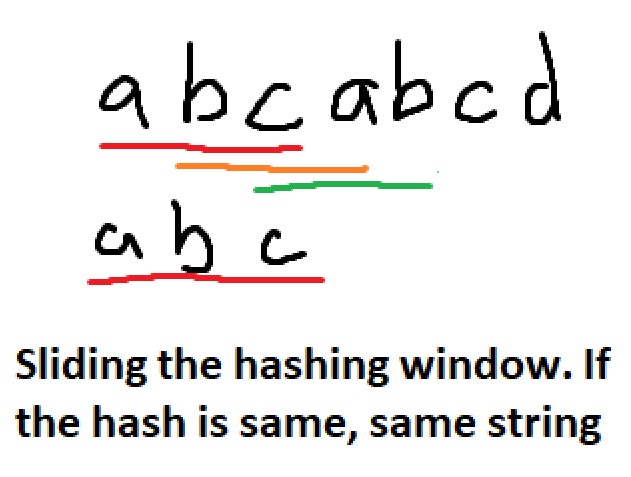 abcabcd
abc
Sliding the hashing window. If
the hash is same, same string